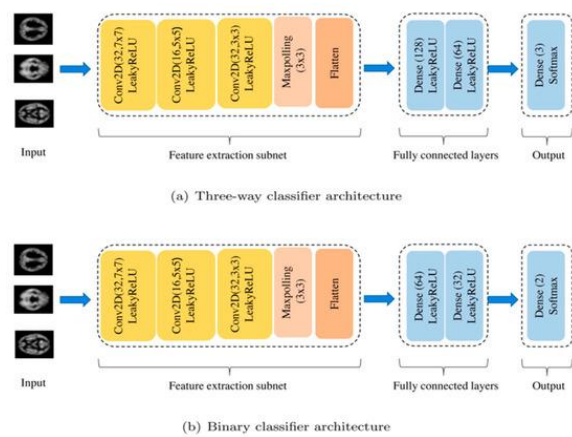 Conv2D(32,7x7)
LeakyReLU
Conv2D(16,5x5)
LeakyReLU
Conv2D(32,3x3)
LeakyReLU
Maxpolling
(3x3)
Flatten
Dense (128)
LeakyReLU
Dense (64)
LeakyReLU
Dense (3)
Softmax
Input
Feature extraction subnet
Fully connected layers
Output
(a) Three-way classifier architecture
Conv2D(32,7x7)
LeakyReLU
Conv2D(16,5x5)
LeakyReLU
Conv2D(32,3x3)
LeakyReLU
Maxpolling
(3x3)
Flatten
Dense (64)
LeakyReLU
Dense (32)
LeakyReLU
Dense (2)
Softmax
Input
Feature extraction subnet
Fully connected layers
Output
(b) Binary classifier architecture